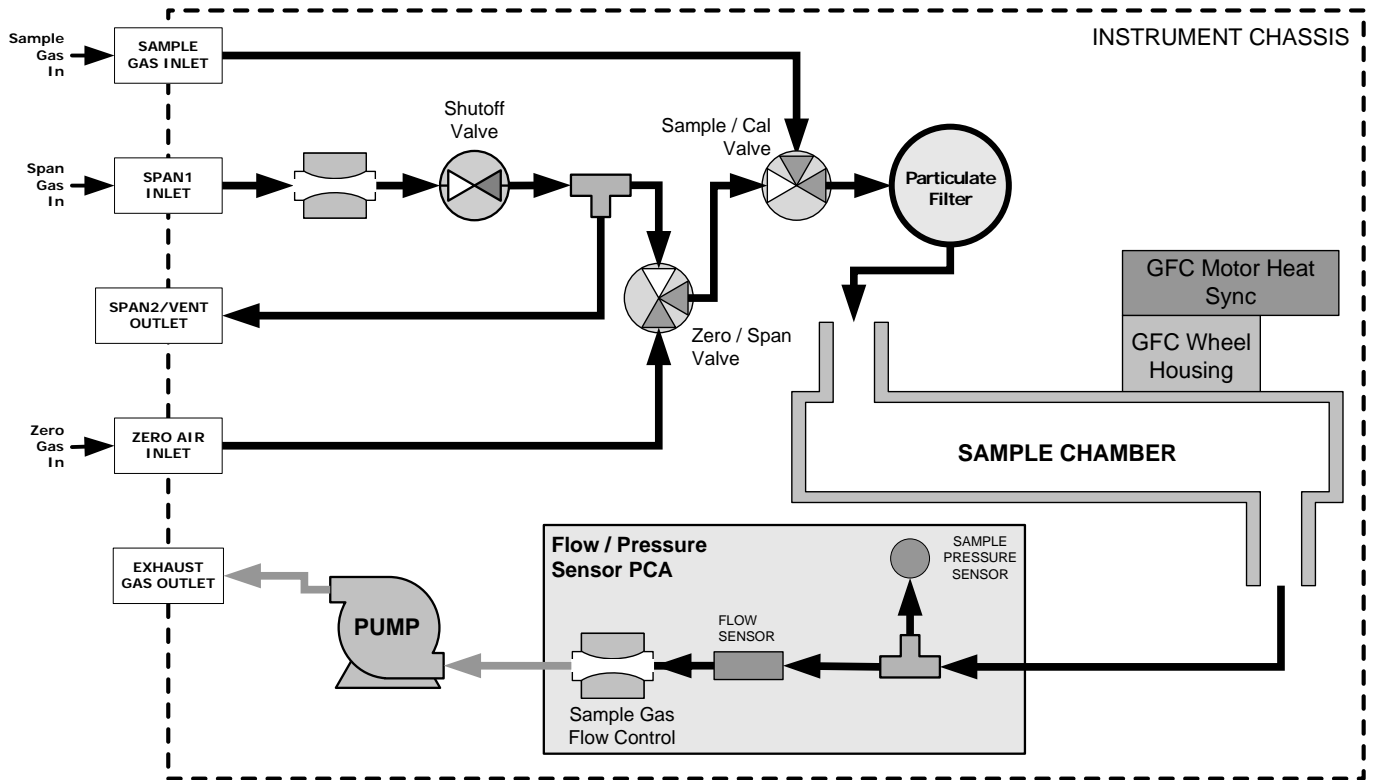 INSTRUMENT CHASSIS
Sample
Gas
In
SAMPLE
GAS INLET
Shutoff
Valve
Sample / Cal
Valve
Span
Gas
In
SPAN1
INLET
Particulate
Filter
SPAN2/VENT
OUTLET
Zero / Span
Valve
GFC Motor Heat
Sync
GFC Wheel
Housing
Zero
Gas
In
ZERO AIR
INLET
SAMPLE CHAMBER
EXHAUST
GAS OUTLET
PUMP
Flow / Pressure
Sensor PCA
SAMPLE
PRESSURE
SENSOR
FLOW
SENSOR
Sample Gas
Flow Control